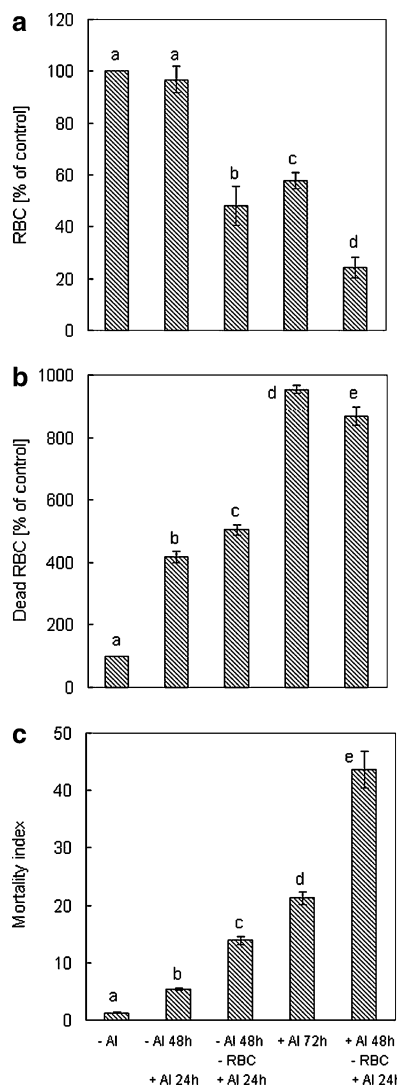 a
RBC [% of control]
120
100
80
60
40
20
0
a
a
b
c
d
b
Dead RBC [% of control]
1000
800
600
400
200
0
a
b
c
d
e
c
Mortality index
50
40
30
20
10
0
a
b
c
d
e
- Al
- Al 48h
- Al 48h
+ Al 72h
+ Al 48h
- RBC
- RBC
+ Al 24h
+ Al 24h
+ Al 24h